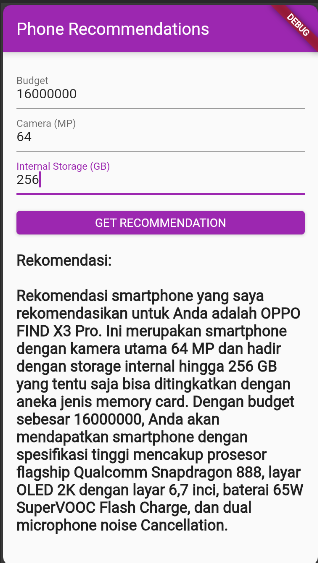 Phone Recommendations
DEBUG
Budget
16000000
Camera (MP)
64
Internal Storage (GB)
256
GET RECOMMENDATION
Rekomendasi:
Rekomendasi smartphone yang saya
rekomendasikan untuk Anda adalah OPPO
FIND X3 Pro. Ini merupakan smartphone
dengan kamera utama 64 MP dan hadir
dengan storage internal hingga 256 GB
yang tentu saja bisa ditingkatkan dengan
aneka jenis memory card. Dengan budget
sebesar 16000000, Anda akan
mendapatkan smartphone dengan
spesifikasi tinggi mencakup prosesor
flagship Qualcomm Snapdragon 888, layar
OLED 2K dengan layar 6,7 inci, baterai 65W
SuperVOOC Flash Charge, dan dual
microphone noise Cancellation.